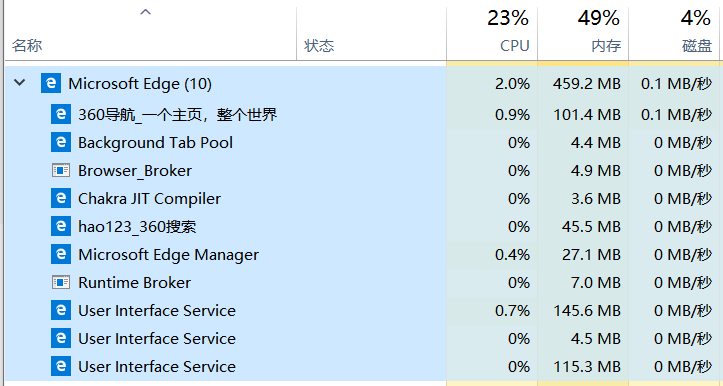 23% 49% 4%
名称 状态 CPU 内存 磁盘
Microsoft Edge (10) 2.0% 459.2 MB 0.1 MB/秒
360导航_一个主页，整个世界 0.9% 101.4 MB 0.1 MB/秒
Background Tab Pool 0% 4.4 MB 0 MB/秒
Browser_Broker 0% 4.9 MB 0 MB/秒
Chakra JIT Compiler 0% 3.6 MB 0 MB/秒
hao123_360搜索 0% 45.5 MB 0 MB/秒
Microsoft Edge Manager 0.4% 27.1 MB 0 MB/秒
Runtime Broker 0% 7.0 MB 0 MB/秒
User Interface Service 0.7% 145.6 MB 0 MB/秒
User Interface Service 0% 4.5 MB 0 MB/秒
User Interface Service 0% 115.3 MB 0 MB/秒